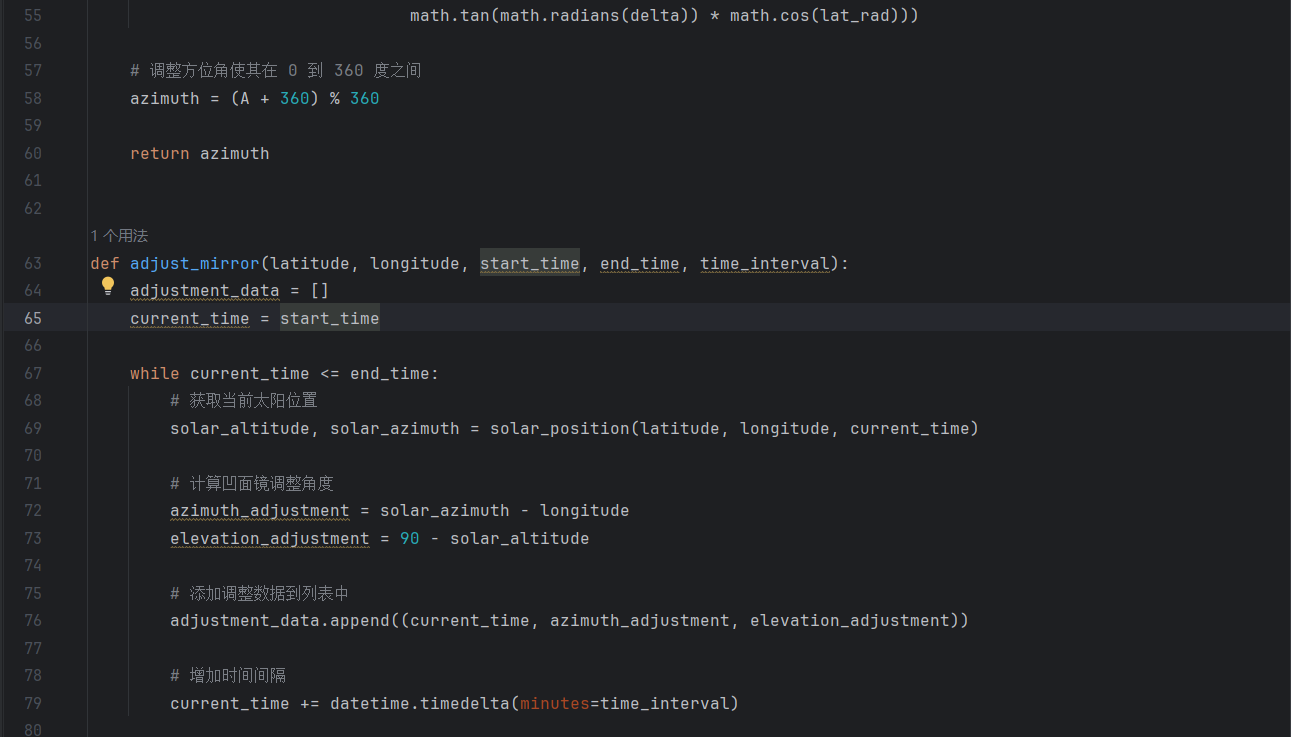 55 math.tan(math.radians(delta)) * math.cos(lat_rad)))
56
57 # 调整方位角使其在 0 到 360 度之间
58 azimuth = (A + 360) % 360
59
60 return azimuth
61
62
1 个用法
63 def adjust_mirror(latitude, longitude, start_time, end_time, time_interval):
64 adjustment_data = []
65 current_time = start_time
66
67 while current_time <= end_time:
68 # 获取当前太阳位置
69 solar_altitude, solar_azimuth = solar_position(latitude, longitude, current_time)
70
71 # 计算凹面镜调整角度
72 azimuth_adjustment = solar_azimuth - longitude
73 elevation_adjustment = 90 - solar_altitude
74
75 # 添加调整数据到列表中
76 adjustment_data.append((current_time, azimuth_adjustment, elevation_adjustment))
77
78 # 增加时间间隔
79 current_time += datetime.timedelta(minutes=time_interval)
80